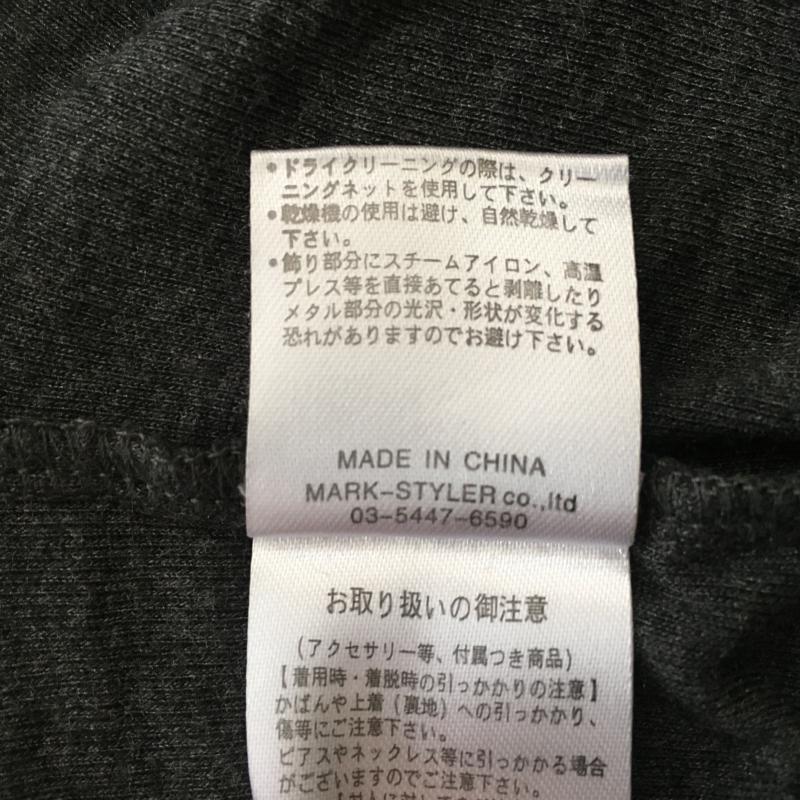 •ドライクリーニングの際は、クリー
ニングネットを使用して下さい。
•乾燥機の使用は避け、自然乾燥して
下さい。
•飾り部分にスチームアイロン、高温
プレス等を直接あてると剥離したり
メタル部分の光沢・形状が変化する
恐れがありますのでお避け下さい。
MADE IN CHINA
MARK-STYLER co.,ltd
03-5447-6590
お取り扱いの御注意
(アクセサリー等、付属つき商品)
【着用時・着脱時の引っかかりの注意】
かばんや上着（裏地）への引っかかり、
傷等にご注意下さい。
ピアスやネックレス等に引っかかる場合
がございますのでご注意下さい。